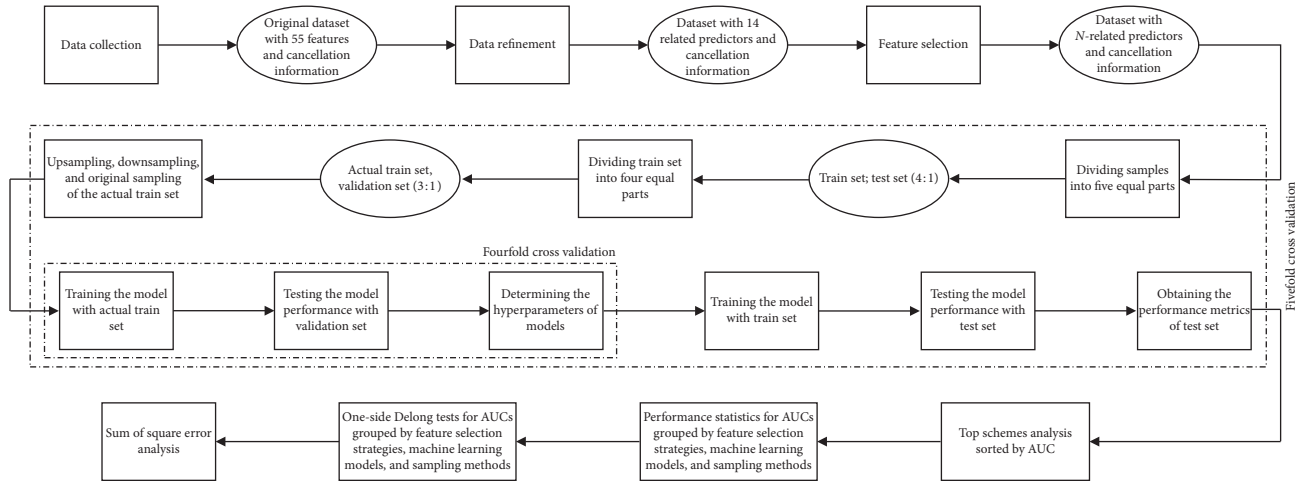 Data collection
Original dataset
with 55 features
and cancellation
information
Data refinement
Dataset with 14
related predictors and
cancellation
information
Feature selection
Dataset with
N-related predictors
and cancellation
information
Upsampling, downsampling,
and original sampling
of the actual train set
Actual train set,
validation set (3:1)
Dividing train set
into four equal
parts
Train set; test set (4:1)
Dividing samples
into five equal parts
Fivefold cross validation
Fourfold cross validation
Training the model
with actual train
set
Testing the model
performance with
validation set
Determining the
hyperparameters of
models
Training the model
with train set
Testing the model
performance with
test set
Obtaining the
performance metrics
of test set
Sum of square error
analysis
One-side Delong tests for AUCs
grouped by feature selection
strategies, machine learning
models, and sampling methods
Performance statistics for AUCs
grouped by feature selection
strategies, machine learning
models, and sampling methods
Top schemes analysis
sorted by AUC